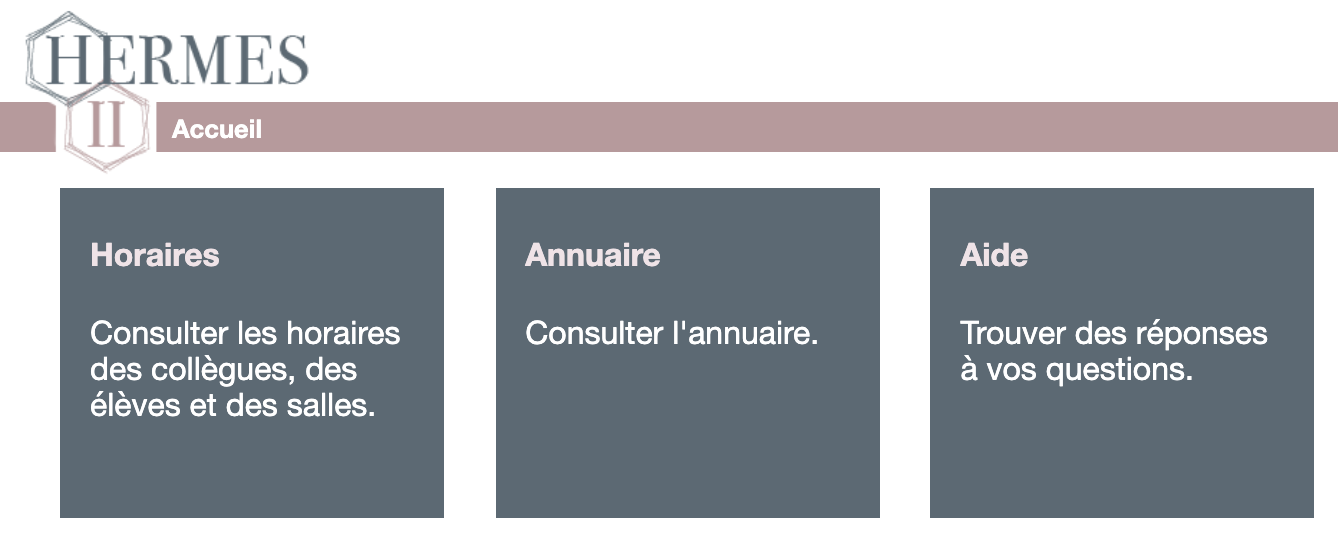 HERMES
II
Accueil
Horaires
Consulter les horaires
des collègues, des
élèves et des salles.
Annuaire
Consulter l'annuaire.
Aide
Trouver des réponses
à vos questions.